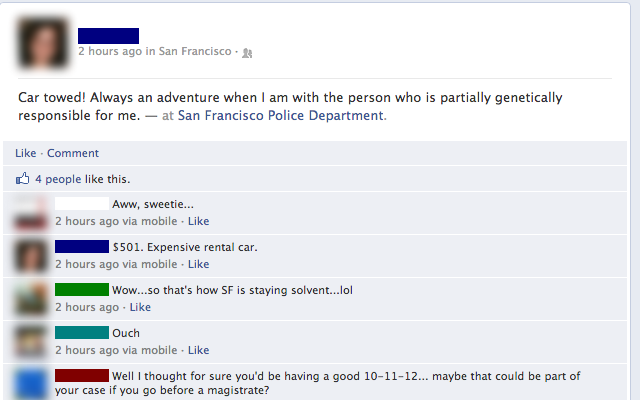 2 hours ago in San Francisco ·
Car towed! Always an adventure when I am with the person who is partially genetically
responsible for me. — at San Francisco Police Department.
Like · Comment
4 people like this.
Aww, sweetie...
2 hours ago via mobile · Like
$501. Expensive rental car.
2 hours ago via mobile · Like
Wow...so that's how SF is staying solvent...lol
2 hours ago · Like
Ouch
2 hours ago via mobile · Like
Well I thought for sure you'd be having a good 10-11-12... maybe that could be part of
your case if you go before a magistrate?